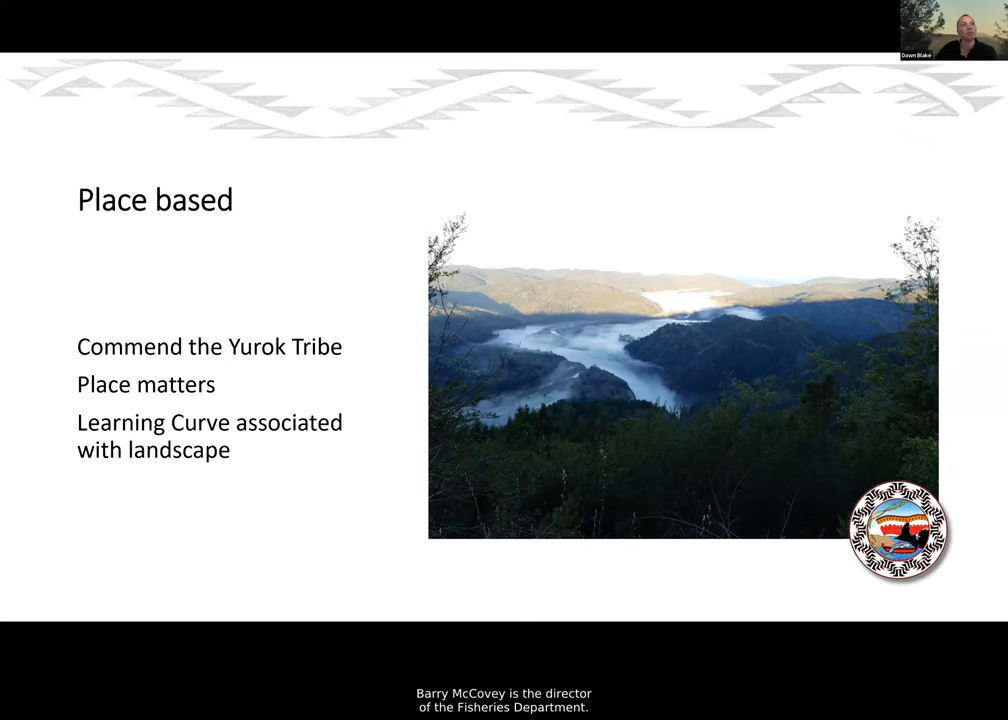 Dawn Blake
Place based
Commend the Yurok Tribe
Place matters
Learning Curve associated
with landscape
Barry McCovey is the director
of the Fisheries Department.